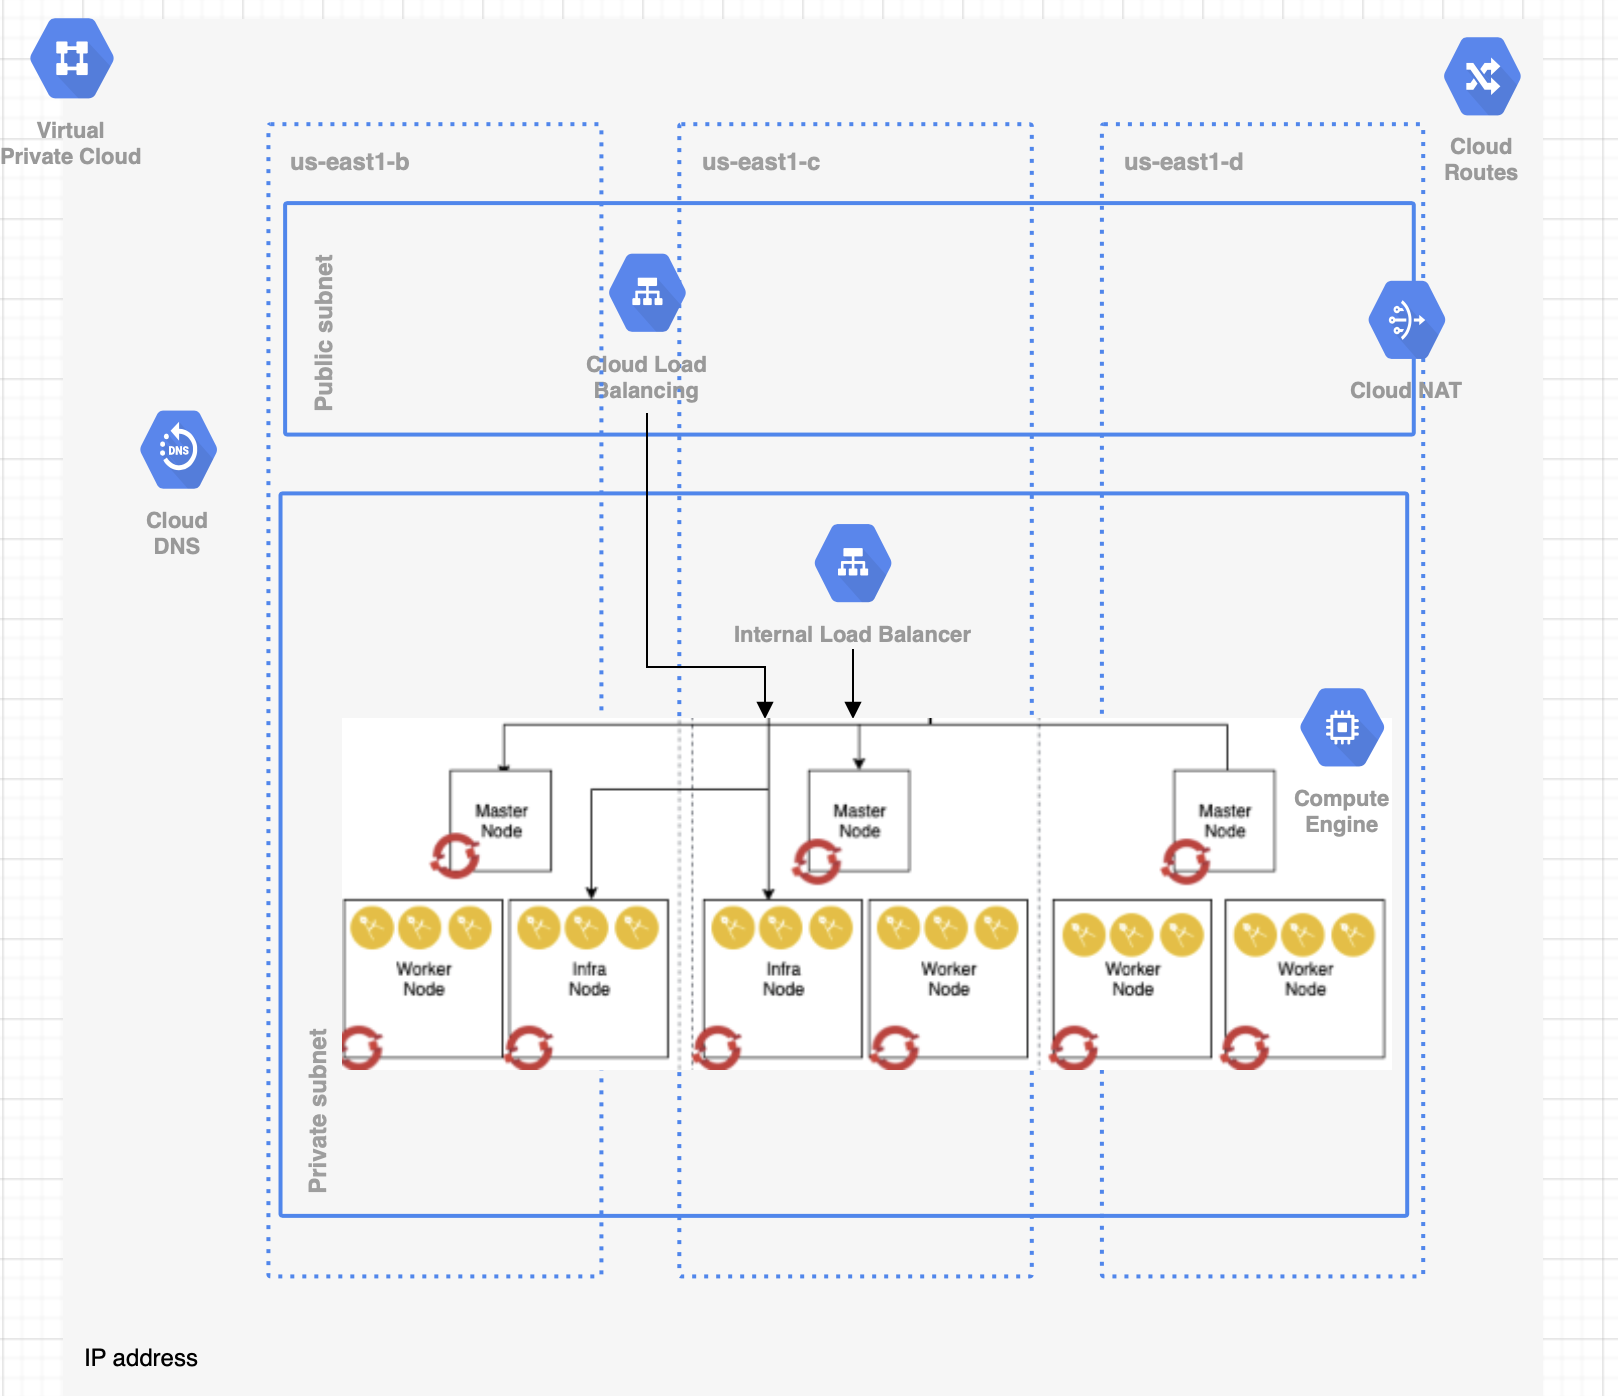 Virtual
Private Cloud
Cloud
Routes
us-east1-b
us-east1-c
us-east1-d
Public subnet
Cloud Load
Balancing
Cloud NAT
DNS
Cloud
DNS
Internal Load Balancer
Compute
Engine
Master
Node
Master
Node
Master
Node
Worker
Node
Infra
Node
Infra
Node
Worker
Node
Worker
Node
Worker
Node
Private subnet
IP address